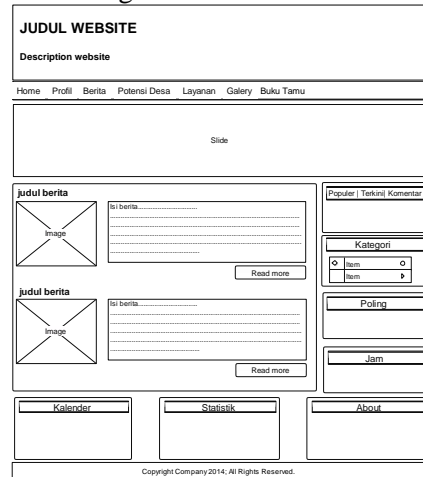 JUDUL WEBSITE
Description website
Home Profil Berita Potensi Desa Layanan Galery Buku Tamu
Slide
judul berita
Image
Isi berita
Read more
judul berita
Image
Isi berita
Read more
Populer | Terkini| Komentar
Kategori
Item
Item
Poling
Jam
Kalender
Statistik
About
Copyright Company 2014; All Rights Reserved.